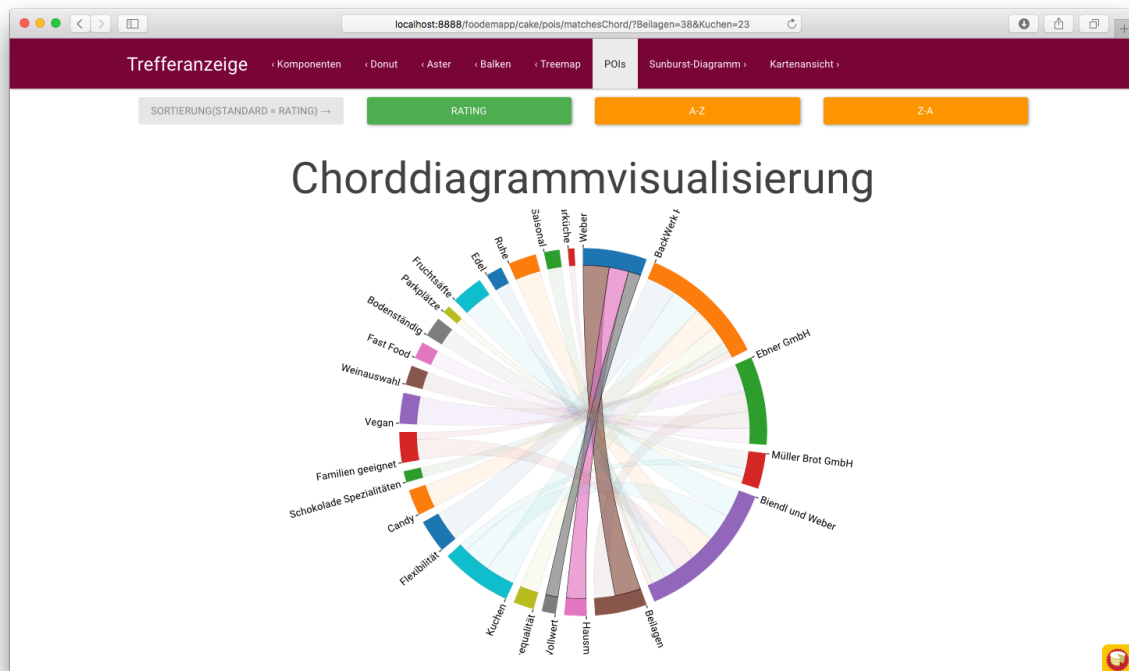 localhost:8888/foodemapp/cake/pois/matchesChord/?Beilagen=38&Kuchen=23
Trefferanzeige
‹ Komponenten
‹ Donut
‹ Aster
‹ Balken
‹ Treemap
POIs
Sunburst-Diagramm ›
Kartenansicht ›
SORTIERUNG(STANDARD = RATING) →
RATING
A-Z
Z-A
Chorddiagrammvisualisierung
Weber
BackWerk
Ebner GmbH
Müller Brot GmbH
Biendl und Weber
Beilagen
Hausm
Vollwert
equalität
Kuchen
Flexibilität
Candy
Schokolade Spezialitäten
Familien geeignet
Vegan
Weinauswahl
Fast Food
Bodenständig
Parkplätze
Fruchtsäfte
Edel
Ruhe
Saisonal
rküche